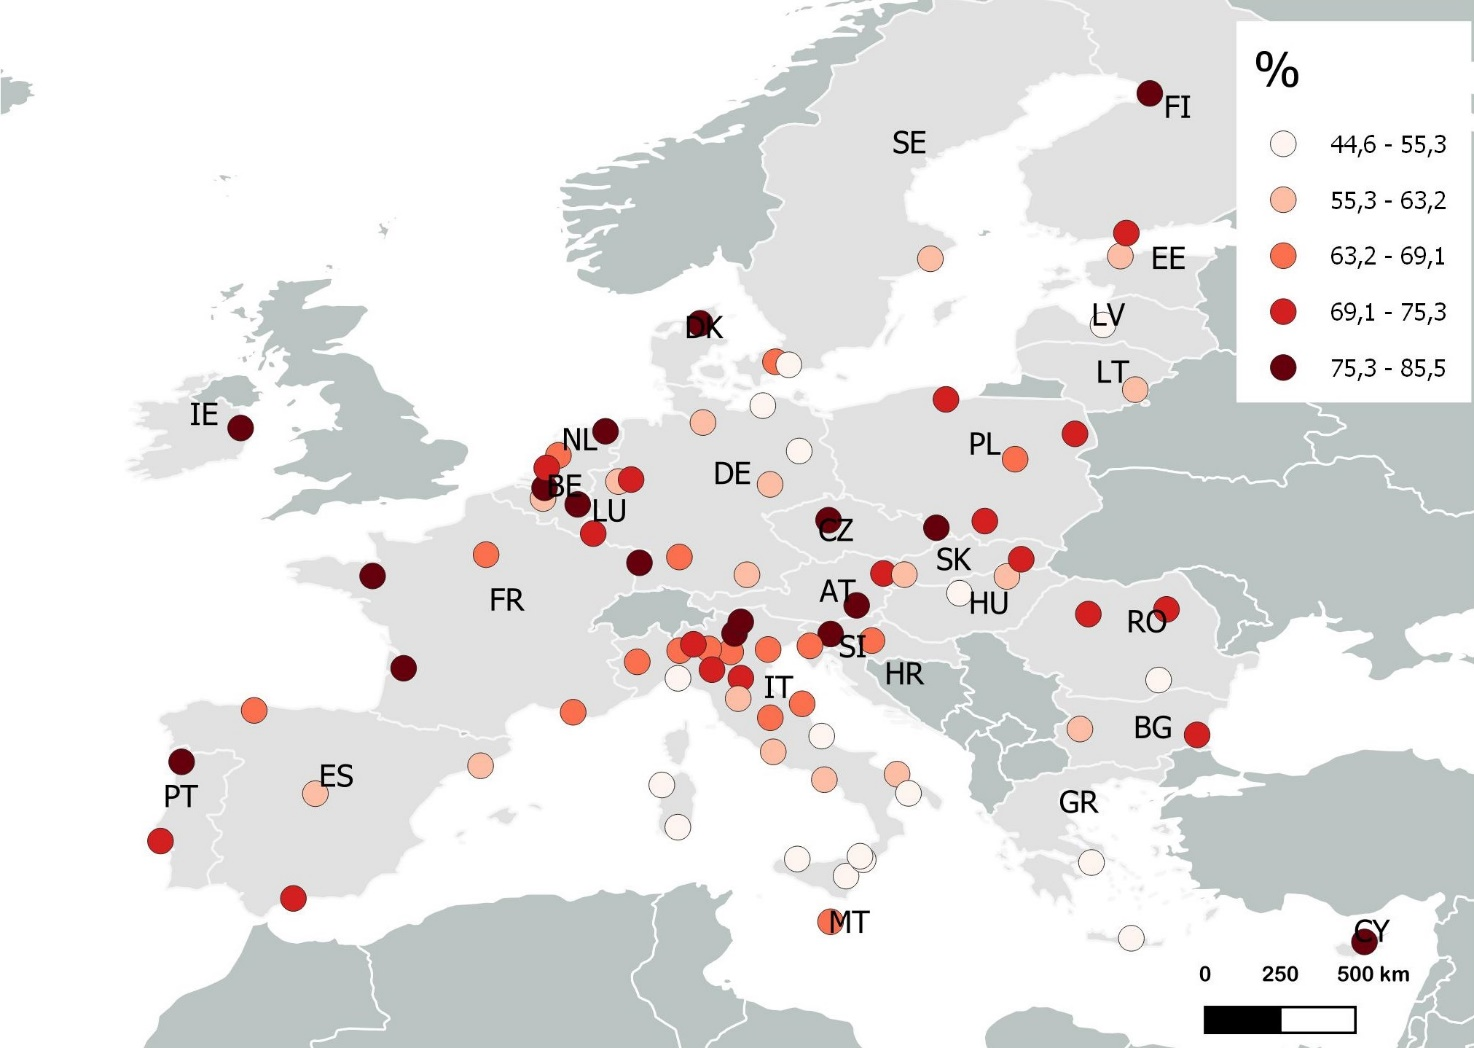 %
FI
SE
44,6 - 55,3
55,3 - 63,2
63,2 - 69,1
69,1 - 75,3
75,3 - 85,5
EE
LV
DK
LT
IE
NL
PL
BE
DE
LU
CZ
SK
AT
HU
FR
RO
SI
HR
IT
BG
ES
PT
GR
MT
CY
0 250 500 km